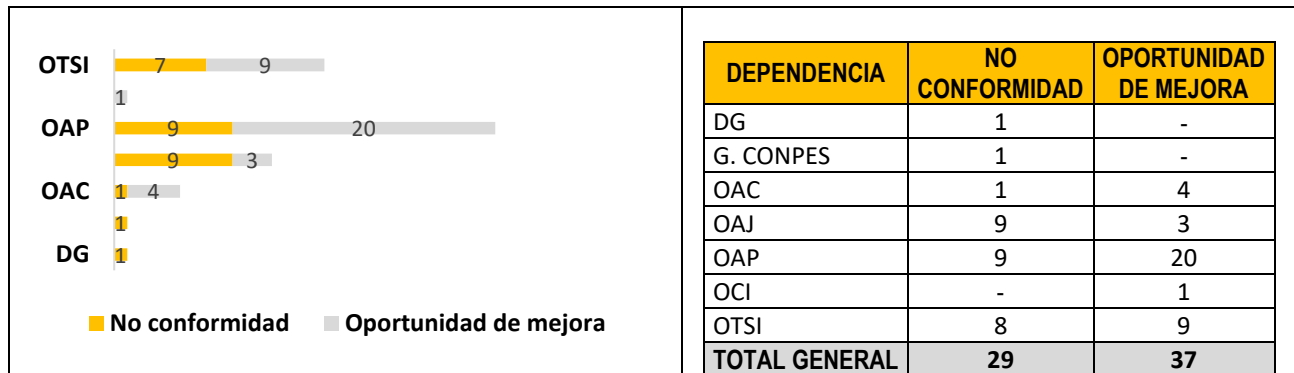 OTSI 7 9
1
OAP 9 20
9 3
OAC 1 4
1
DG 1
No conformidad Oportunidad de mejora
DEPENDENCIA NO CONFORMIDAD OPORTUNIDAD DE MEJORA
DG 1 -
G. CONPES 1 -
OAC 1 4
OAJ 9 3
OAP 9 20
OCI - 1
OTSI 8 9
TOTAL GENERAL 29 37